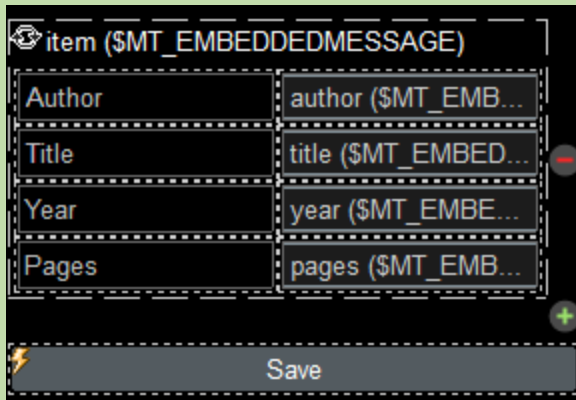 item ($MT_EMBEDDEDMESSAGE)
Author author ($MT_EMB...
Title title ($MT_EMBED...
Year year ($MT_EMBE...
Pages pages ($MT_EMB...
Save